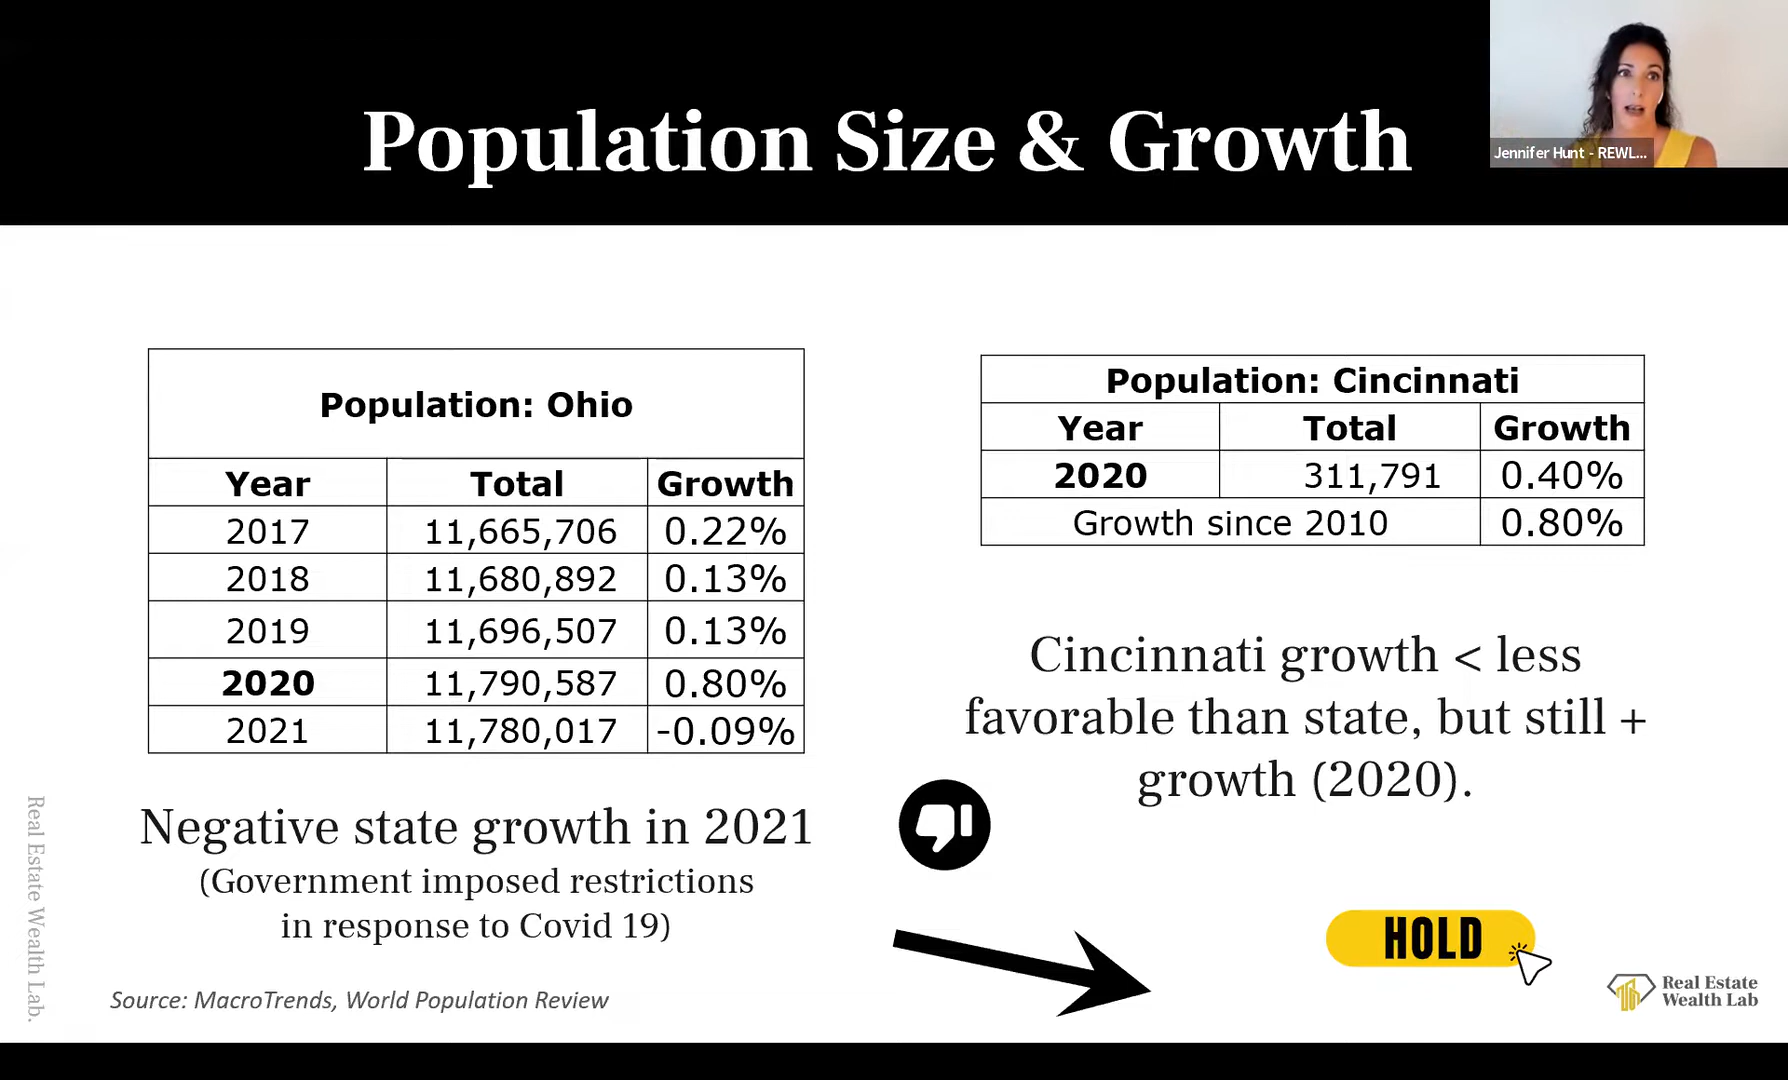 Population Size & Growth
Jennifer Hunt - REWL...
Population: Ohio
Year Total Growth
2017 11,665,706 0.22%
2018 11,680,892 0.13%
2019 11,696,507 0.13%
2020 11,790,587 0.80%
2021 11,780,017 -0.09%
Negative state growth in 2021
(Government imposed restrictions
in response to Covid 19)
Source: MacroTrends, World Population Review
Population: Cincinnati
Year Total Growth
2020 311,791 0.40%
Growth since 2010 0.80%
Cincinnati growth < less
favorable than state, but still +
growth (2020).
HOLD
Real Estate
Wealth Lab
Real Estate Wealth Lab.